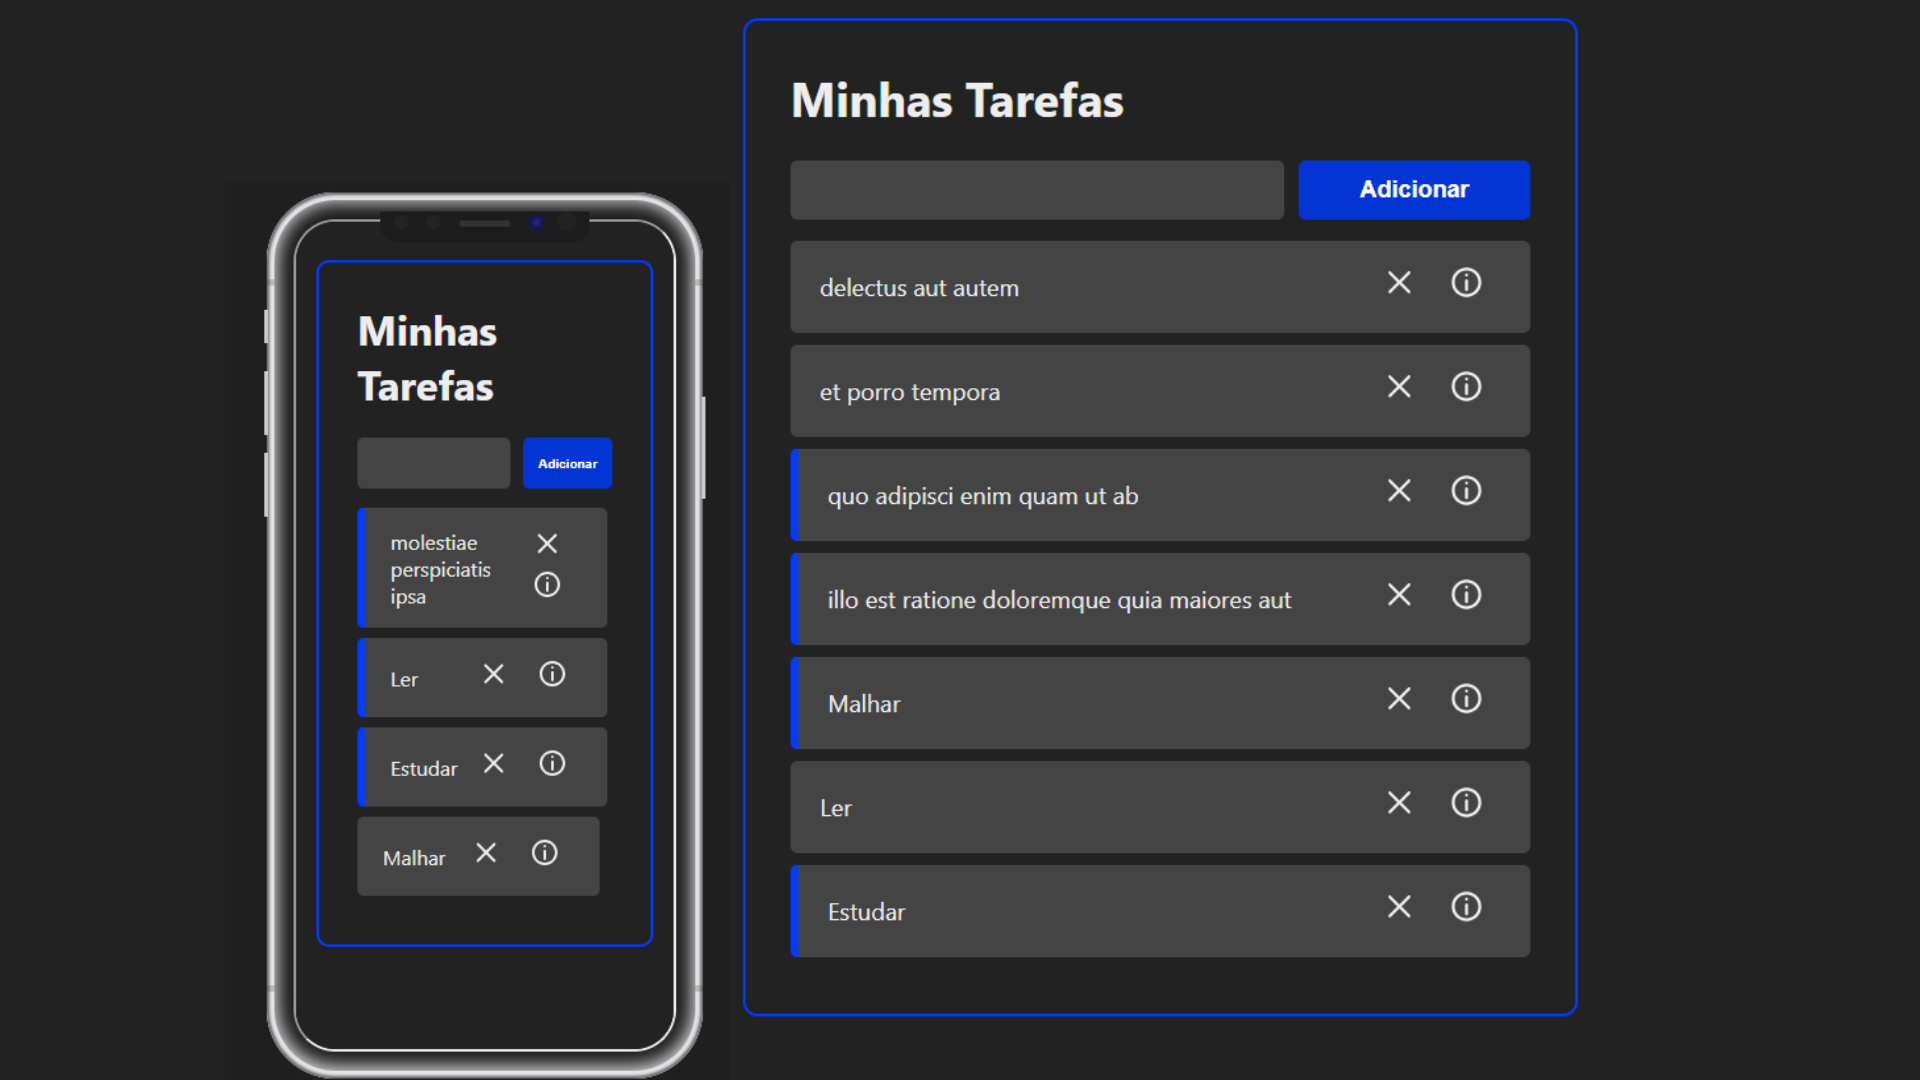 Minhas
Tarefas
Adicionar
molestiae
perspiciatis
ipsa
Ler
Estudar
Malhar
Minhas Tarefas
Adicionar
delectus aut autem
et porro tempora
quo adipisci enim quam ut ab
illo est ratione doloremque quia maiores aut
Malhar
Ler
Estudar